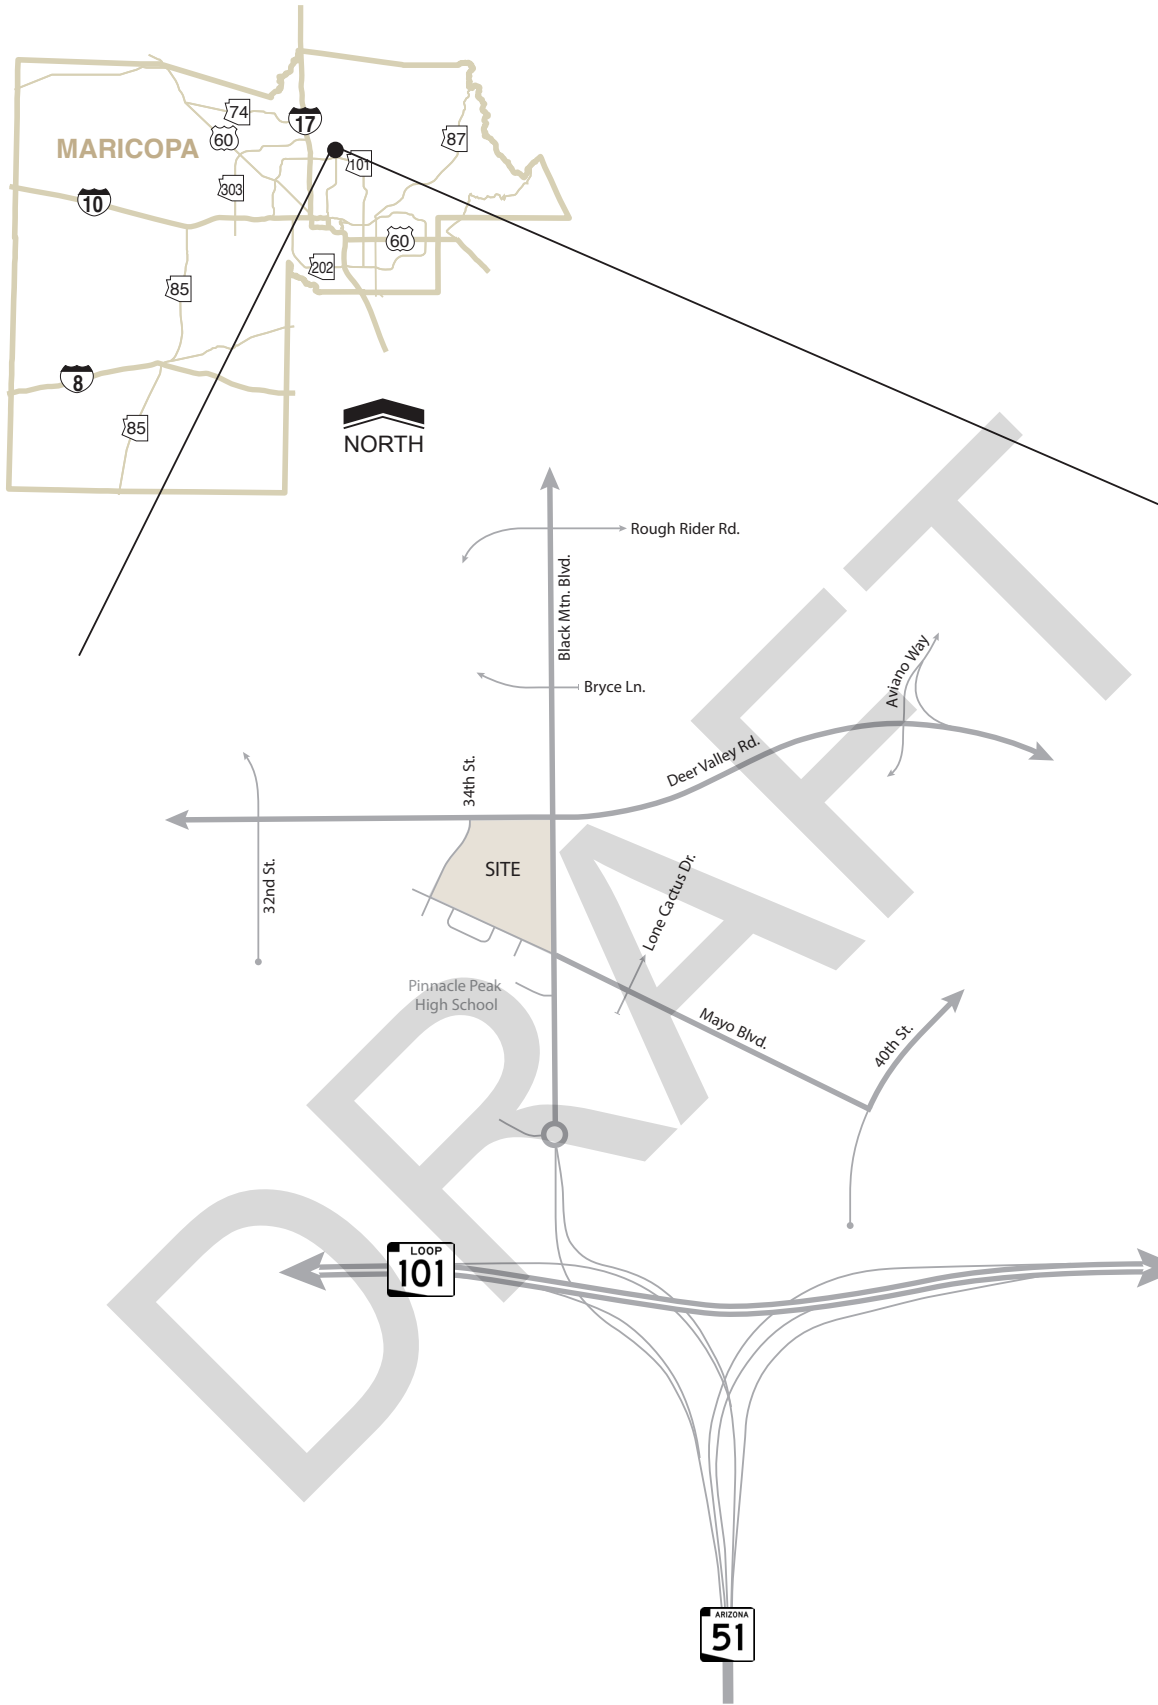 74
17
60
87
MARICOPA
101
303
10
60
202
85
8
85
NORTH
Rough Rider Rd.
Black Mtn. Blvd.
Aviano Way
Bryce Ln.
Deer Valley Rd.
34th St.
SITE
32nd St.
Lone Cactus Dr.
Pinnacle Peak
High School
Mayo Blvd.
40th St.
DRAFT
LOOP
101
ARIZONA
51